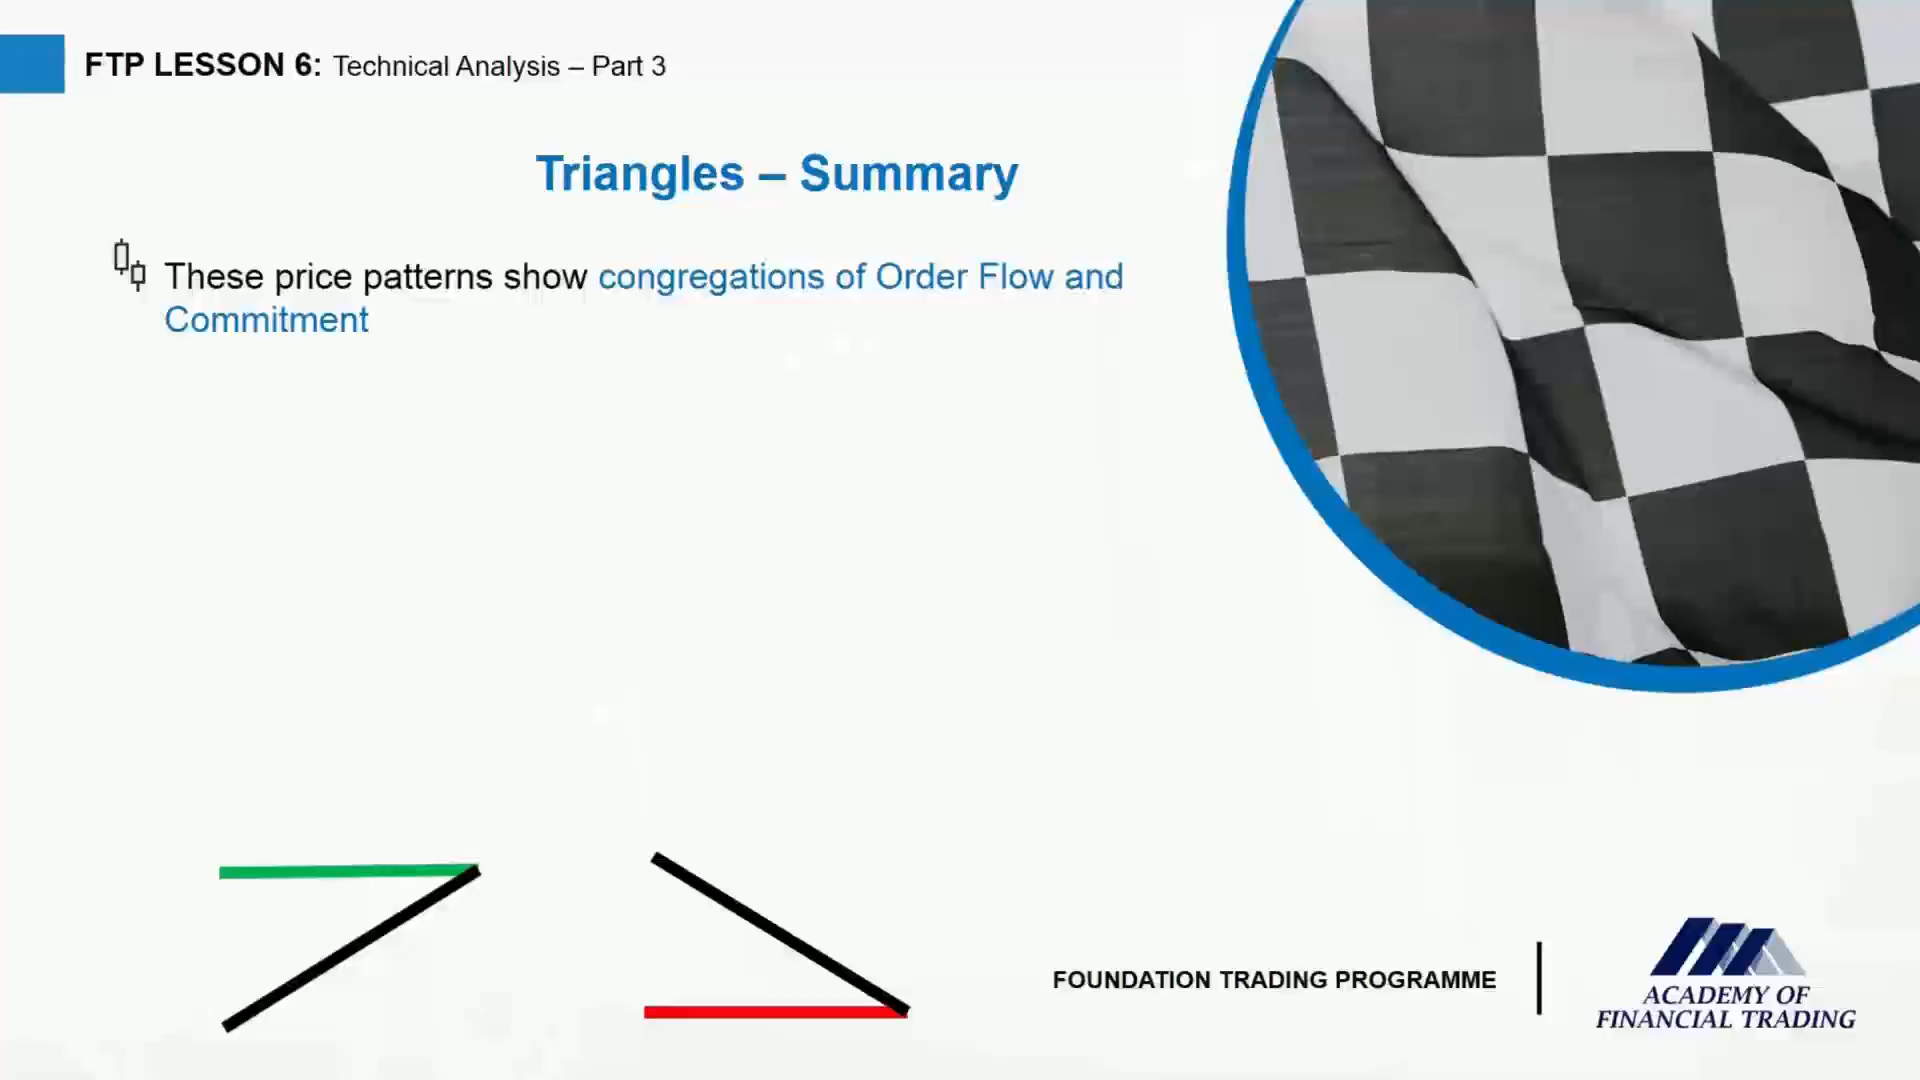 FTP LESSON 6: Technical Analysis – Part 3
Triangles – Summary
These price patterns show congregations of Order Flow and
Commitment
FOUNDATION TRADING PROGRAMME
ACADEMY OF
FINANCIAL TRADING